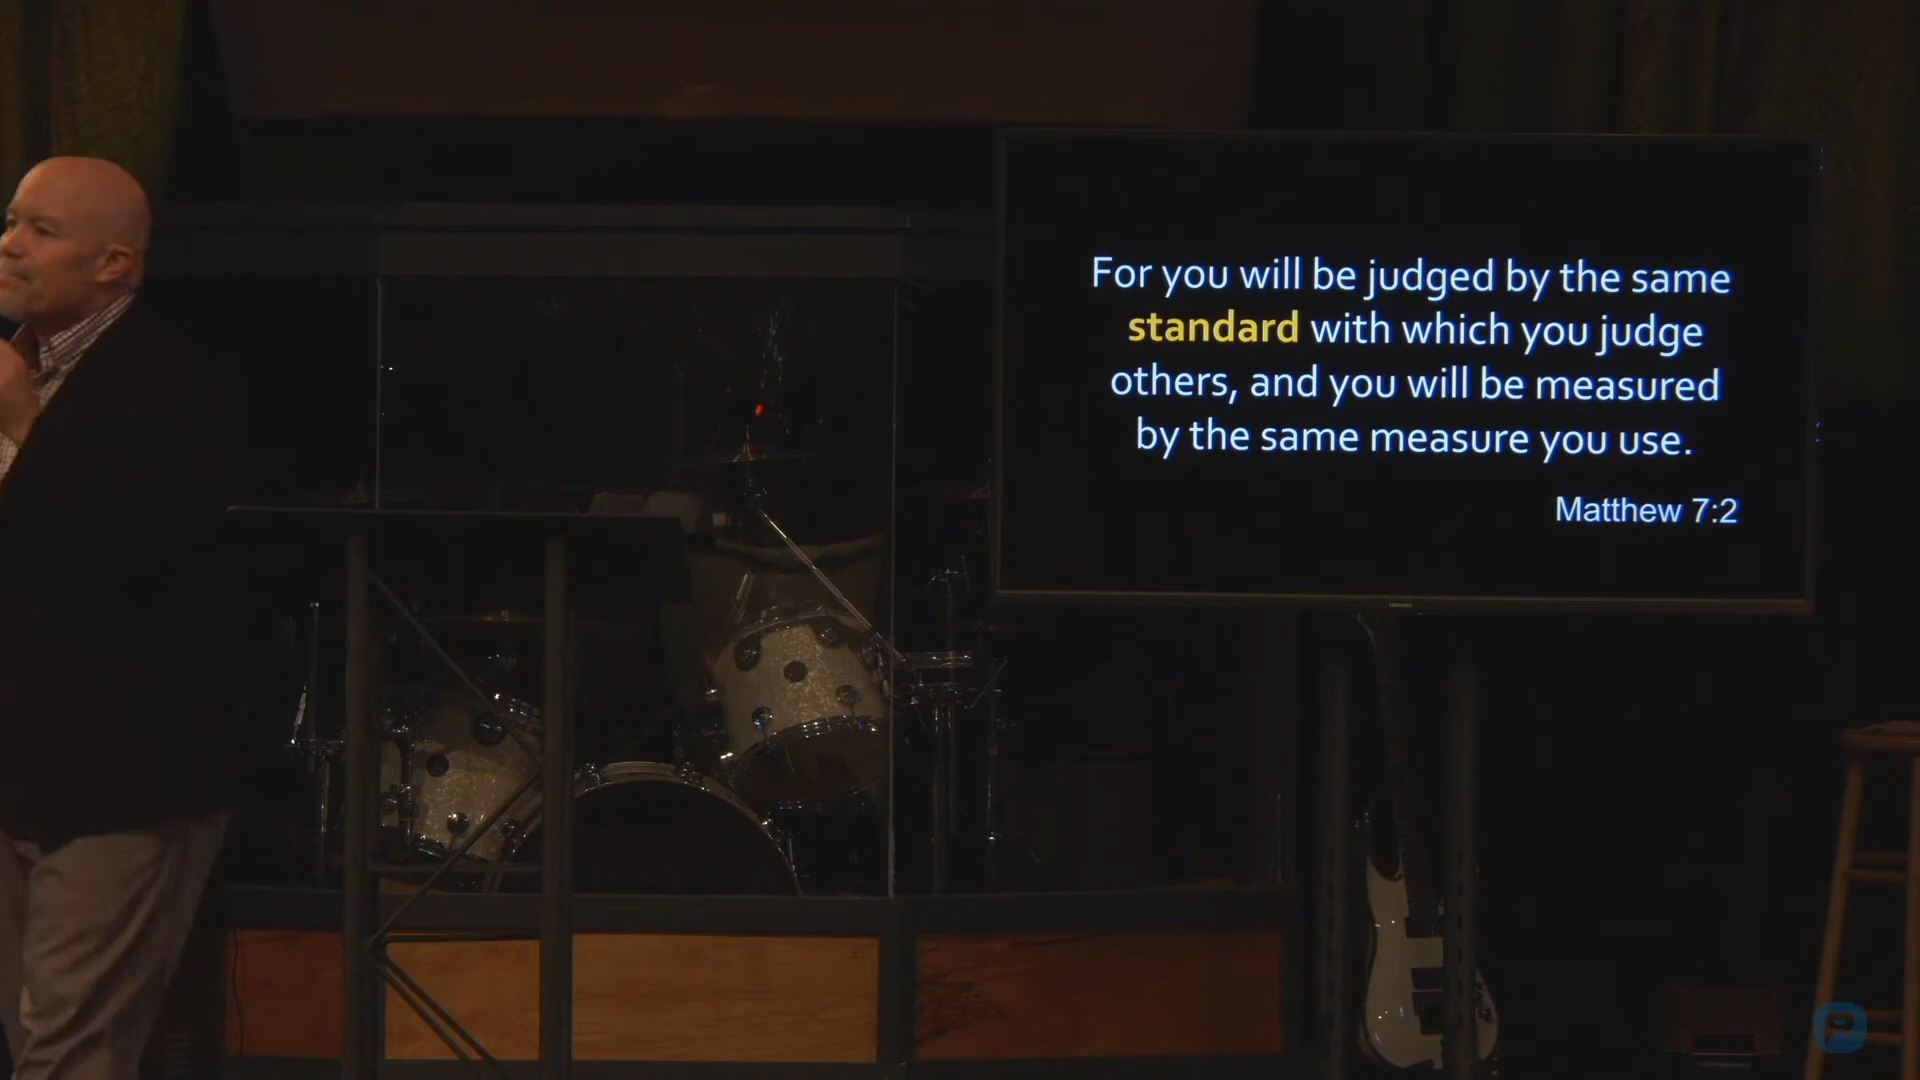 For you will be judged by the same
standard with which you judge
others, and you will be measured
by the same measure you use.
Matthew 7:2